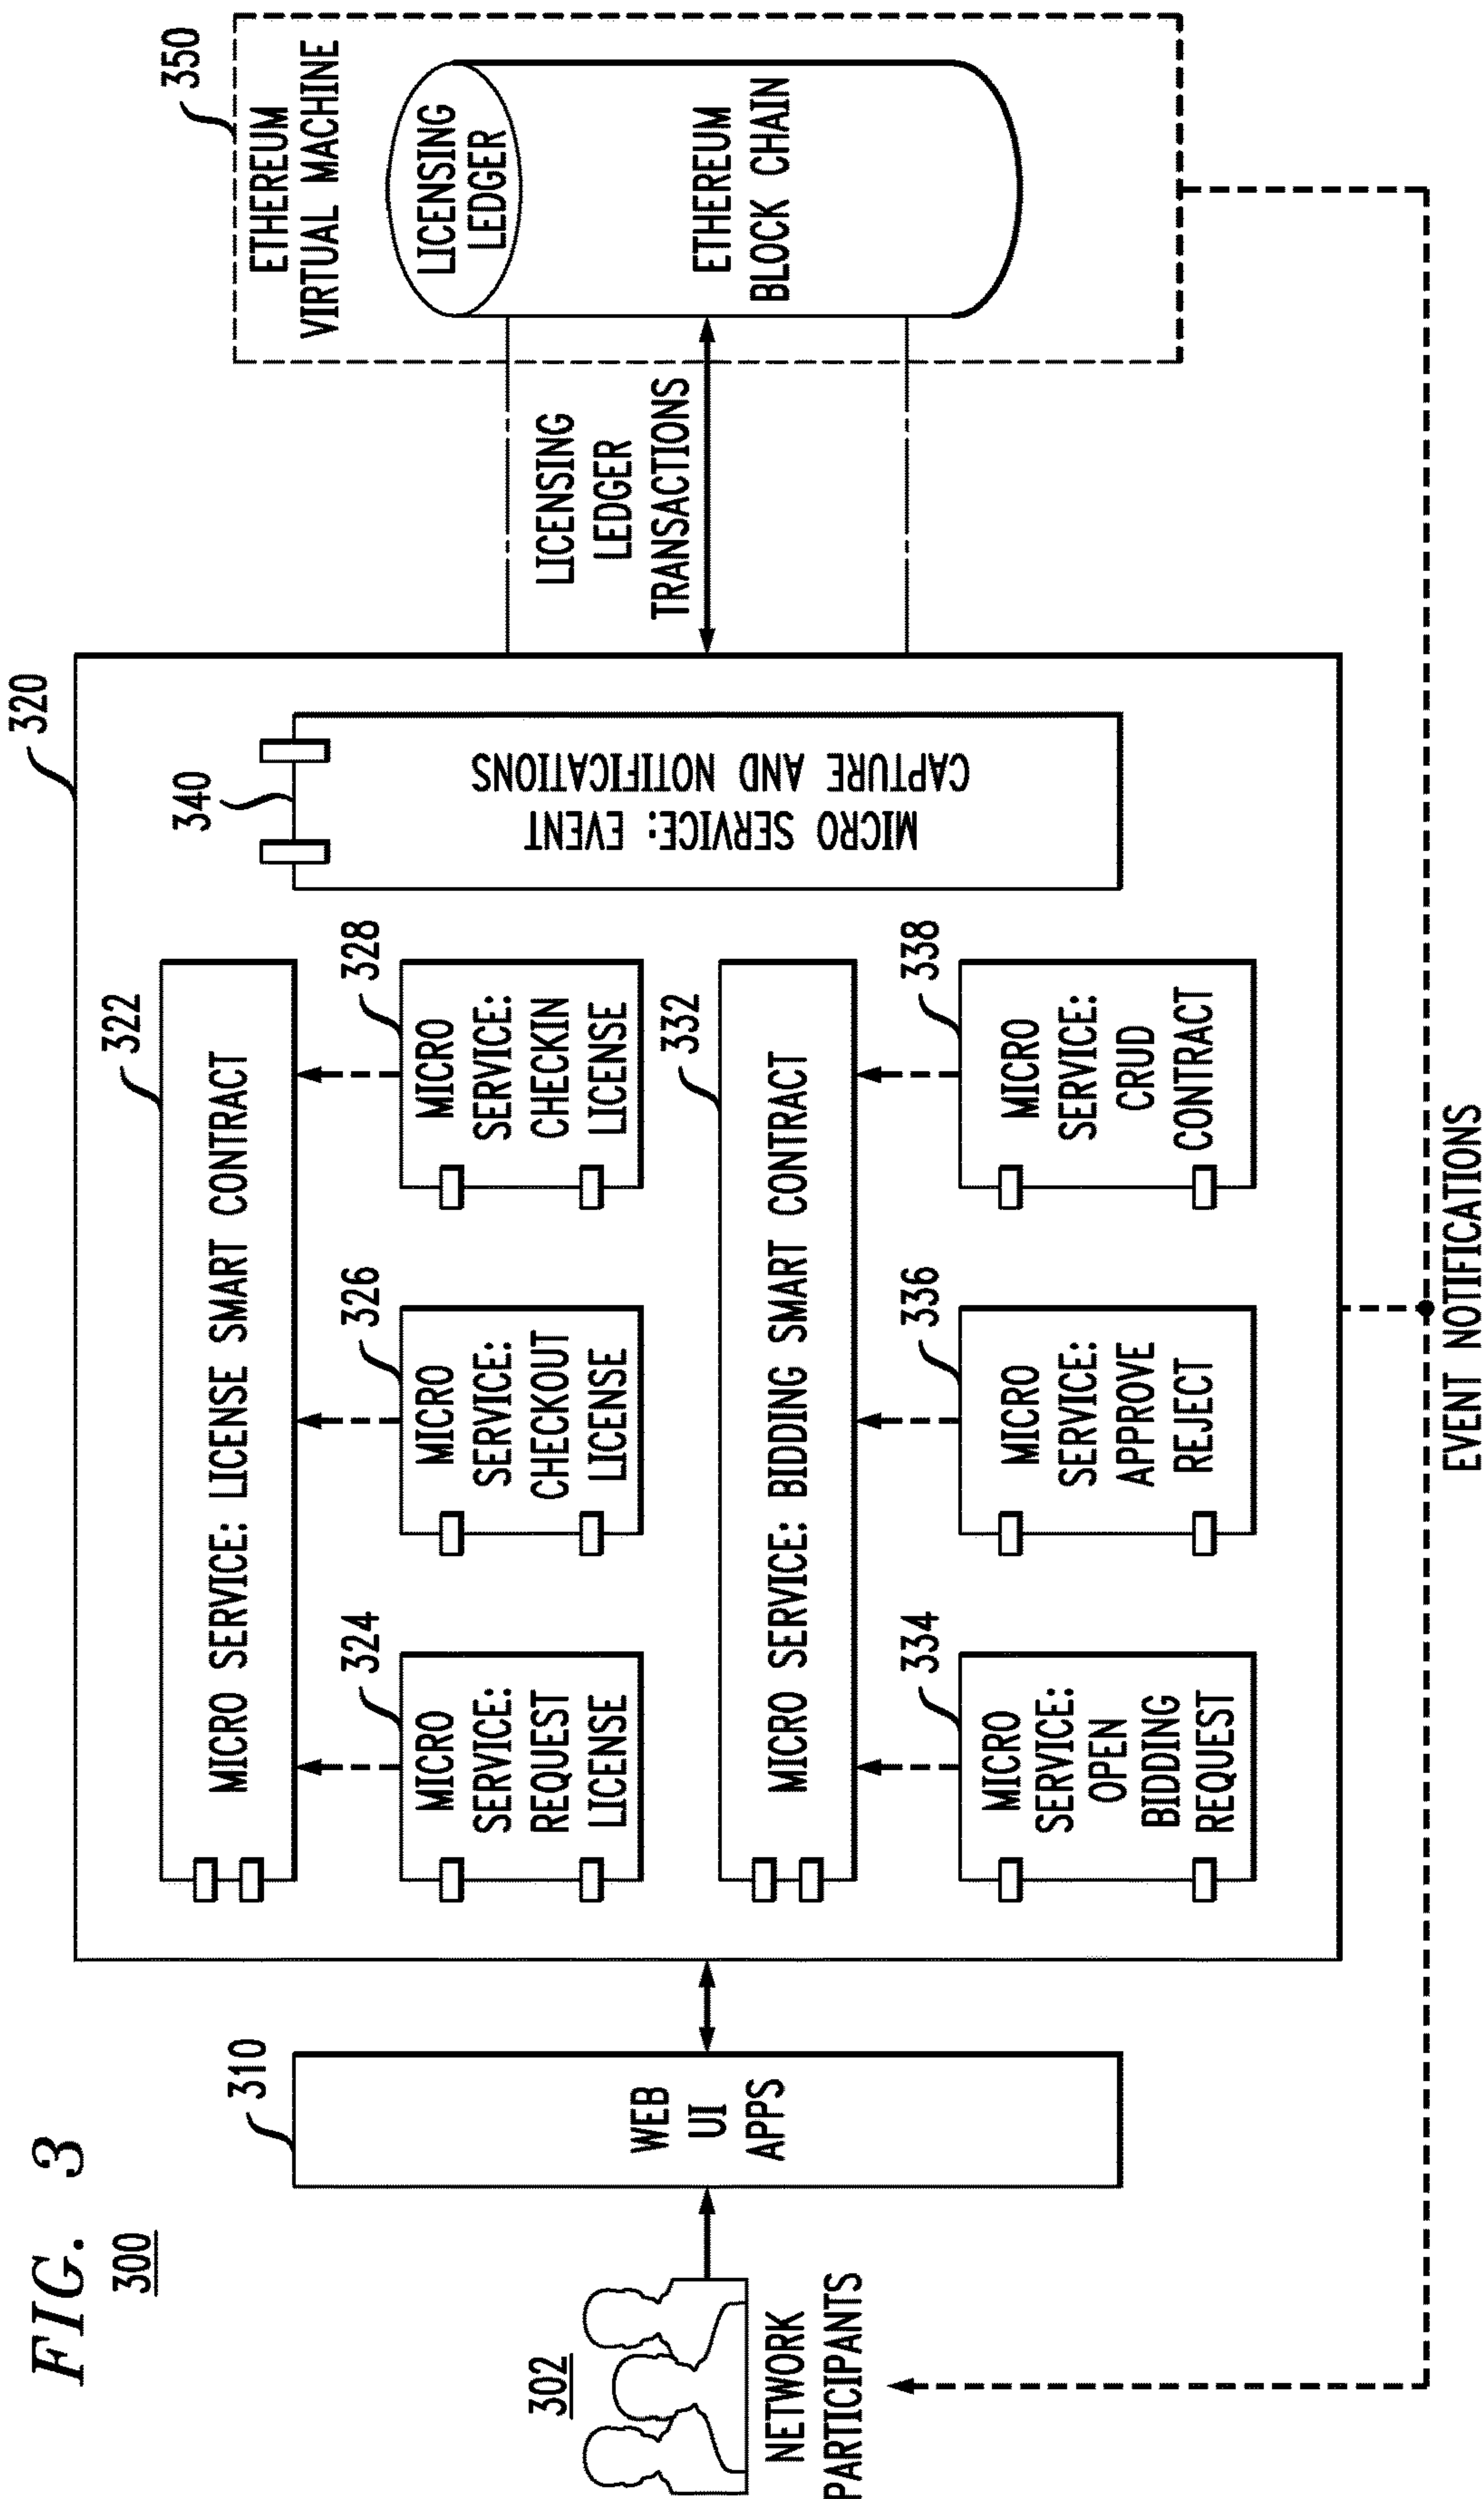 FIG. 3
300
302
NETWORK
PARTICIPANTS
310
WEB
UI
APPS
320
322
MICRO SERVICE: LICENSE SMART CONTRACT
324
MICRO
SERVICE:
REQUEST
LICENSE
326
MICRO
SERVICE:
CHECKOUT
LICENSE
328
MICRO
SERVICE:
CHECKIN
LICENSE
332
MICRO SERVICE: BIDDING SMART CONTRACT
334
MICRO
SERVICE:
OPEN
BIDDING
REQUEST
336
MICRO
SERVICE:
APPROVE
REJECT
338
MICRO
SERVICE:
CRUD
CONTRACT
340
MICRO SERVICE: EVENT
CAPTURE AND NOTIFICATIONS
LICENSING
LEDGER
TRANSACTIONS
350
ETHEREUM
VIRTUAL MACHINE
LICENSING
LEDGER
ETHEREUM
BLOCK CHAIN
EVENT NOTIFICATIONS